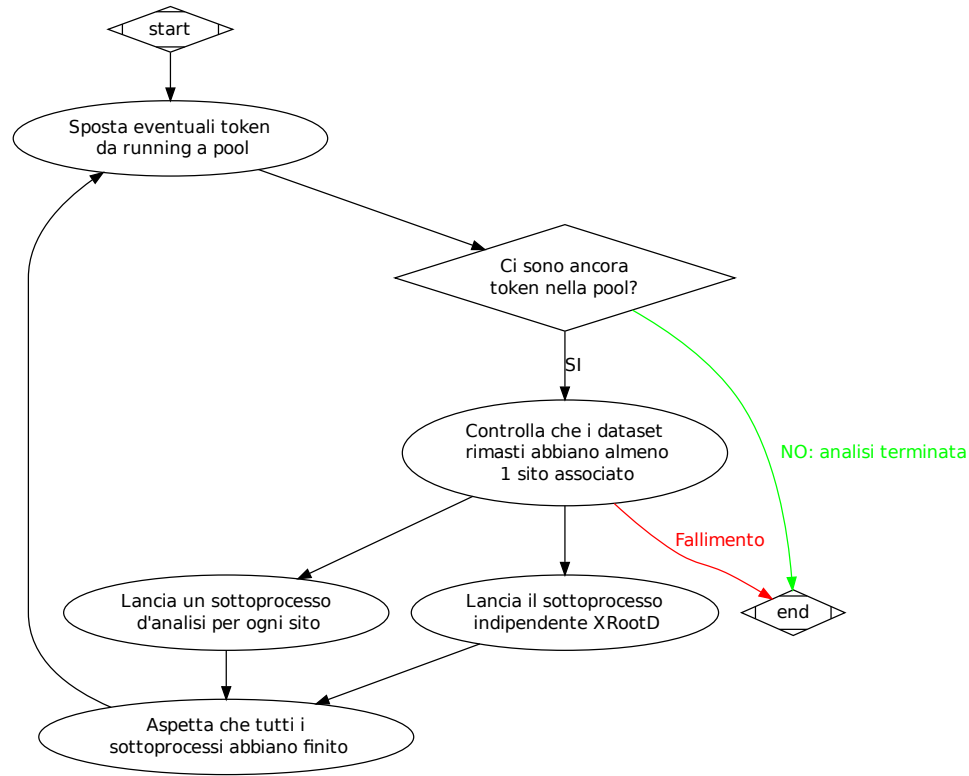 start
Sposta eventuali token
da running a pool
Ci sono ancora
token nella pool?
SI
Controlla che i dataset
rimasti abbiano almeno
1 sito associato
NO: analisi terminata
Fallimento
Lancia un sottoprocesso
d'analisi per ogni sito
Lancia il sottoprocesso
indipendente XRootD
end
Aspetta che tutti i
sottoprocessi abbiano finito